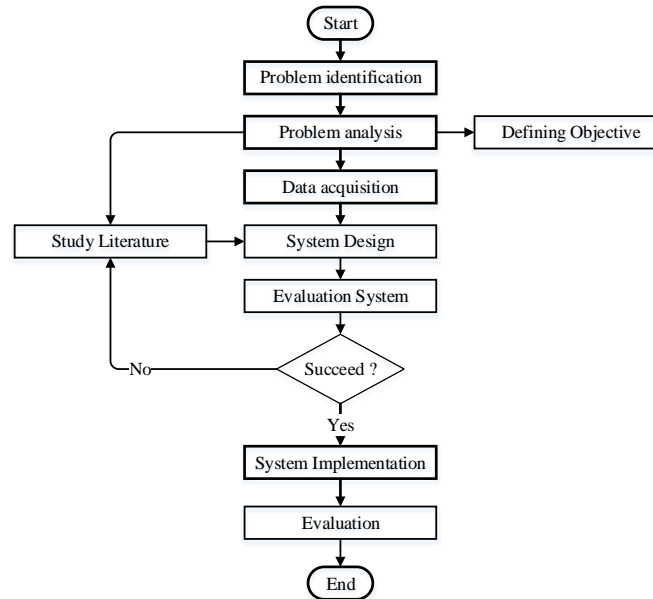 Start
Problem identification
Problem analysis
Defining Objective
Data acquisition
Study Literature
System Design
Evaluation System
Succeed ?
No
Yes
System Implementation
Evaluation
End